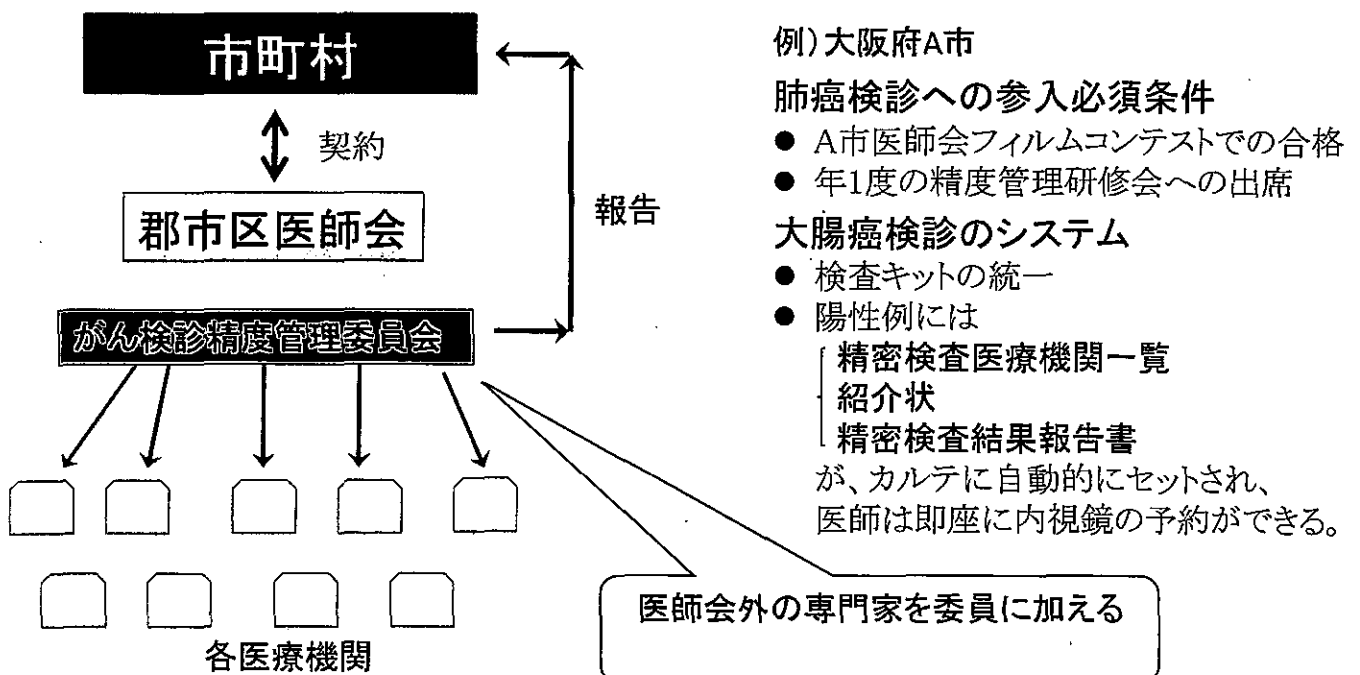 市町村
契約
郡市区医師会
報告
がん検診精度管理委員会
各医療機関
医師会外の専門家を委員に加える
例)大阪府A市
肺癌検診への参入必須条件
● A市医師会フィルムコンテストでの合格
● 年1度の精度管理研修会への出席
大腸癌検診のシステム
● 検査キットの統一
● 陽性例には
精密検査医療機関一覧
紹介状
精密検査結果報告書
が、カルテに自動的にセットされ、
医師は即座に内視鏡の予約ができる。